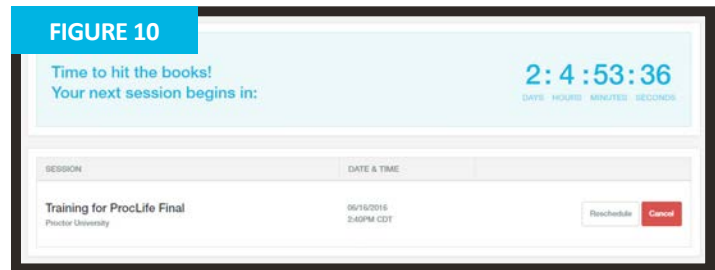 FIGURE 10
Time to hit the books!
Your next session begins in:
2:4:53:36
DAYS HOURS MINUTES SECONDS
SESSION DATE & TIME
Training for ProcLife Final
Proctor University
06/16/2016
2:40PM CDT
Reschedule Cancel